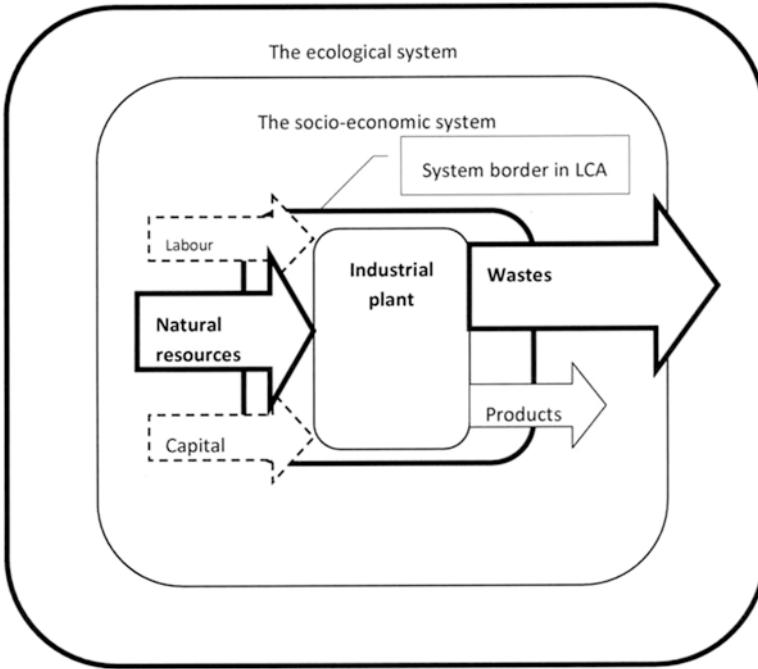 The ecological system
The socio-economic system
System border in LCA
Labour
Industrial
plant
Wastes
Natural
resources
Products
Capital